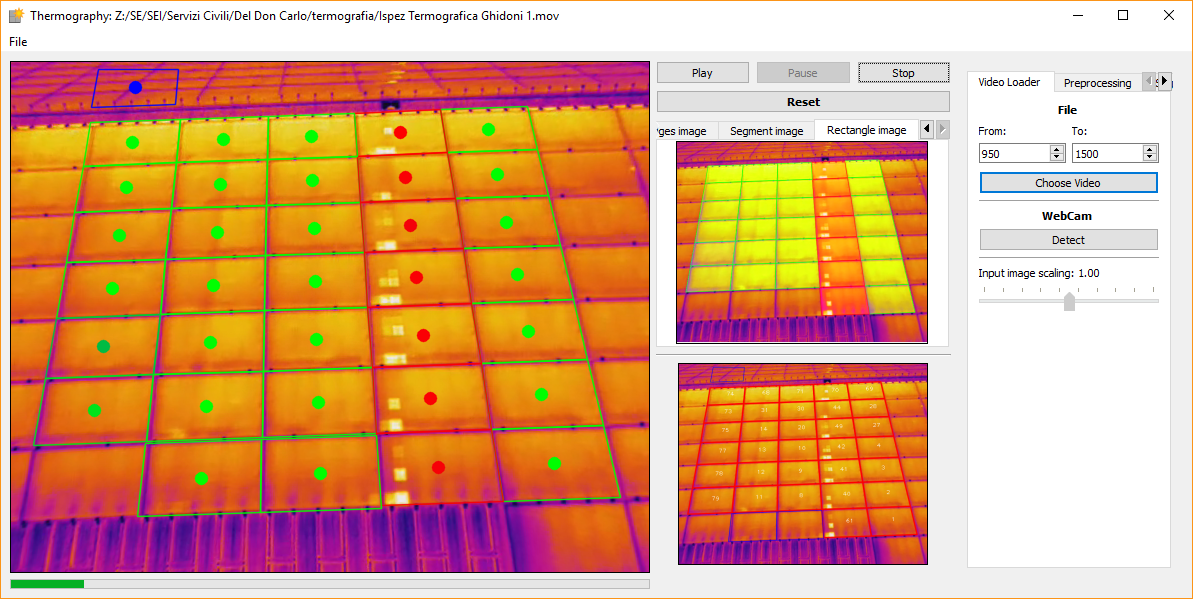 Thermography: Z:/SE/SEI/Servizi Civili/Del Don Carlo/termografia/Ispez Termografica Ghidoni 1.mov
File
Play Pause Stop
Reset
ges image Segment image Rectangle image
Video Loader Preprocessing
File
From: To:
950 1500
Choose Video
WebCam
Detect
Input image scaling: 1.00